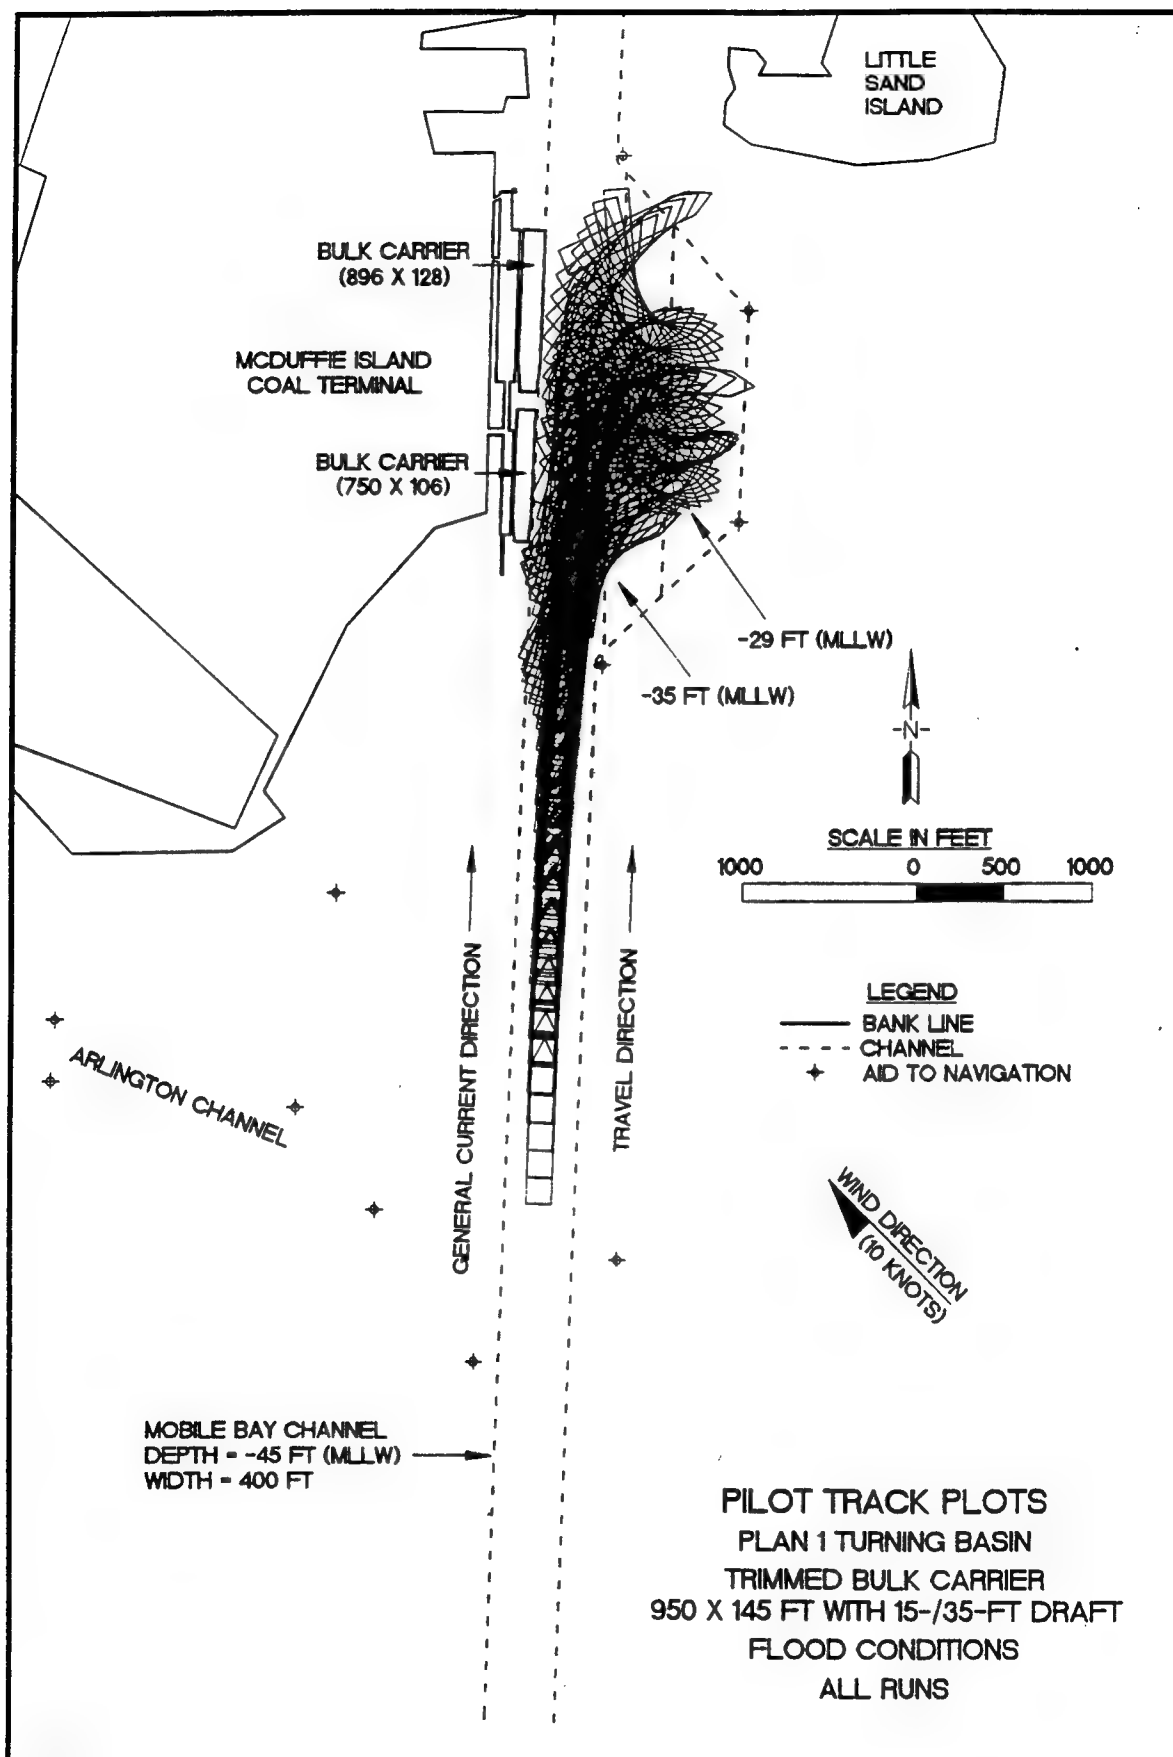 LITTLE
SAND
ISLAND
BULK CARRIER
(896 X 128)
MCDUFFIE ISLAND
COAL TERMINAL
BULK CARRIER
(750 X 106)
-29 FT (MLLW)
-35 FT (MLLW)
-N-
SCALE IN FEET
1000 0 500 1000
GENERAL CURRENT DIRECTION
TRAVEL DIRECTION
LEGEND
BANK LINE
CHANNEL
AID TO NAVIGATION
ARLINGTON CHANNEL
WIND DIRECTION
(10 KNOTS)
MOBILE BAY CHANNEL
DEPTH = -45 FT (MLLW)
WIDTH = 400 FT
PILOT TRACK PLOTS
PLAN 1 TURNING BASIN
TRIMMED BULK CARRIER
950 X 145 FT WITH 15-/35-FT DRAFT
FLOOD CONDITIONS
ALL RUNS